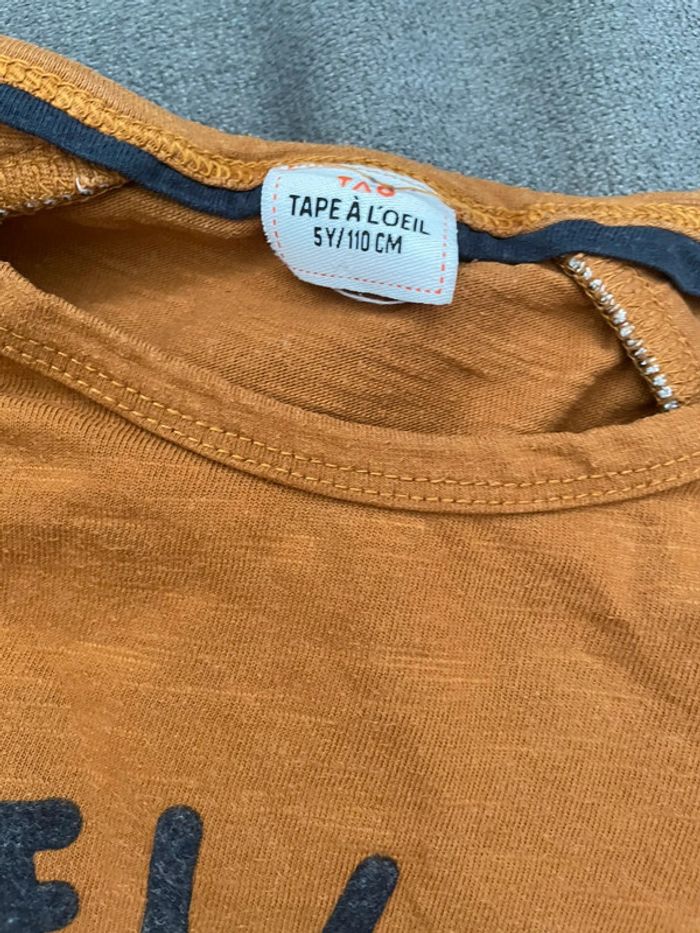 TAO
TAPE À L'OEIL
5Y/110 CM